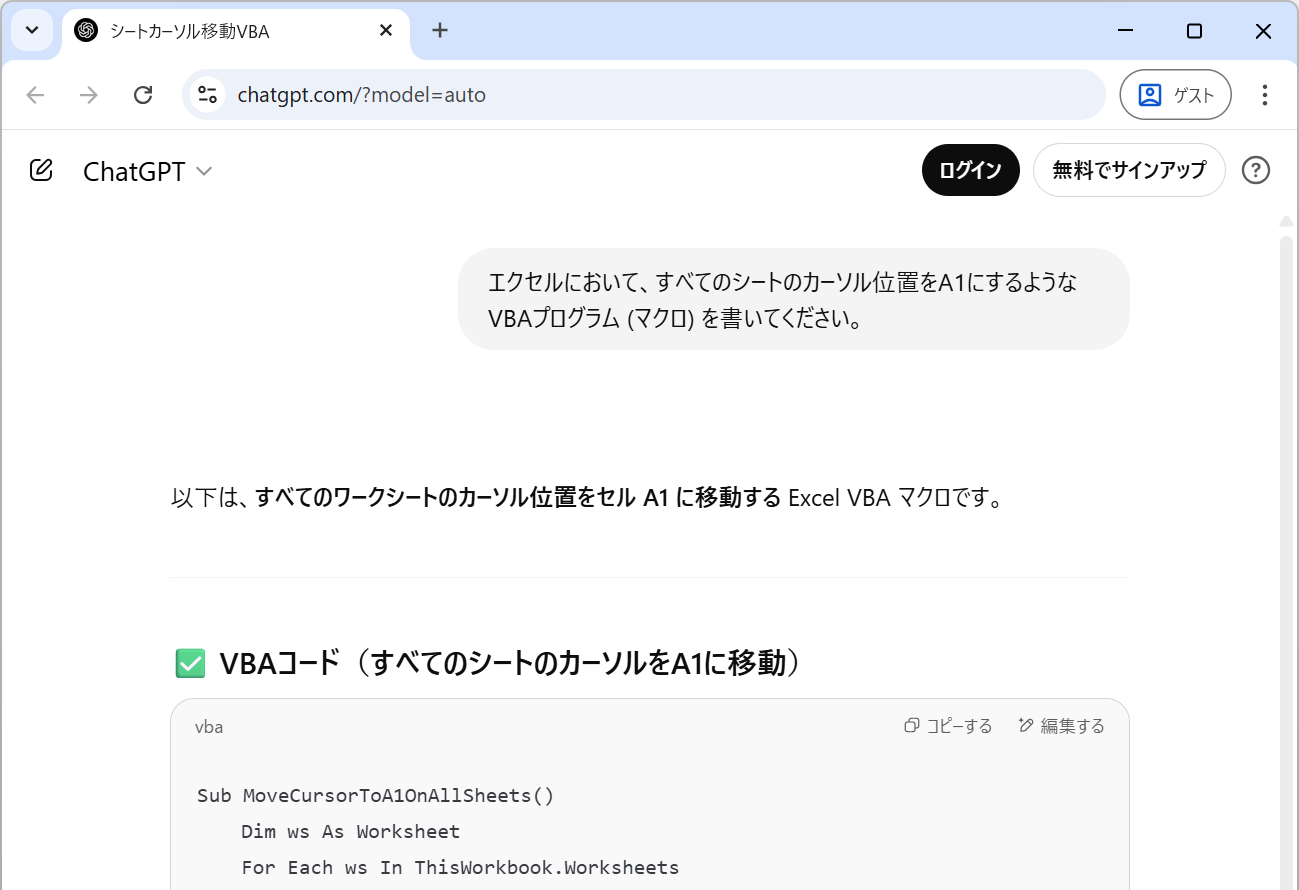 シートカーソル移動VBA
chatgpt.com/?model=auto
ゲスト
ChatGPT
ログイン
無料でサインアップ
エクセルにおいて、すべてのシートのカーソル位置をA1にするような
VBAプログラム (マクロ) を書いてください。
以下は、すべてのワークシートのカーソル位置をセル A1 に移動する Excel VBA マクロです。
✅ VBAコード（すべてのシートのカーソルをA1に移動）
vba
コピーする
編集する
Sub MoveCursorToA1OnAllSheets()
    Dim ws As Worksheet
    For Each ws In ThisWorkbook.Worksheets